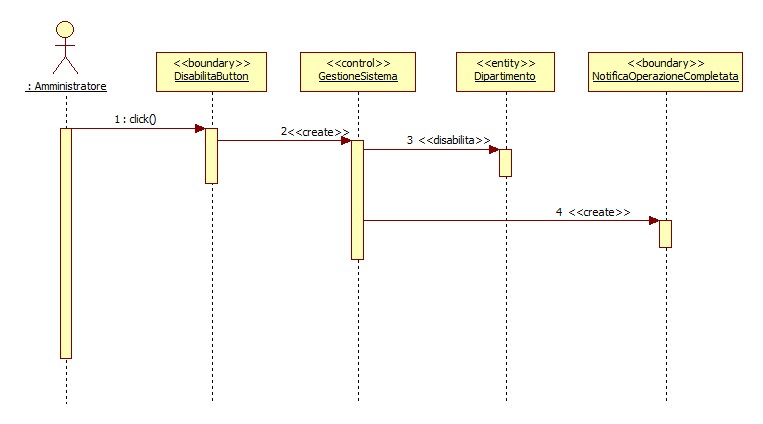 <<boundary>>
DisabilitaButton
<<control>>
GestioneSistema
<<entity>>
Dipartimento
<<boundary>>
NotificaOperazioneCompletata
: Amministratore
1 : click()
2<<create>>
3 <<disabilita>>
4 <<create>>